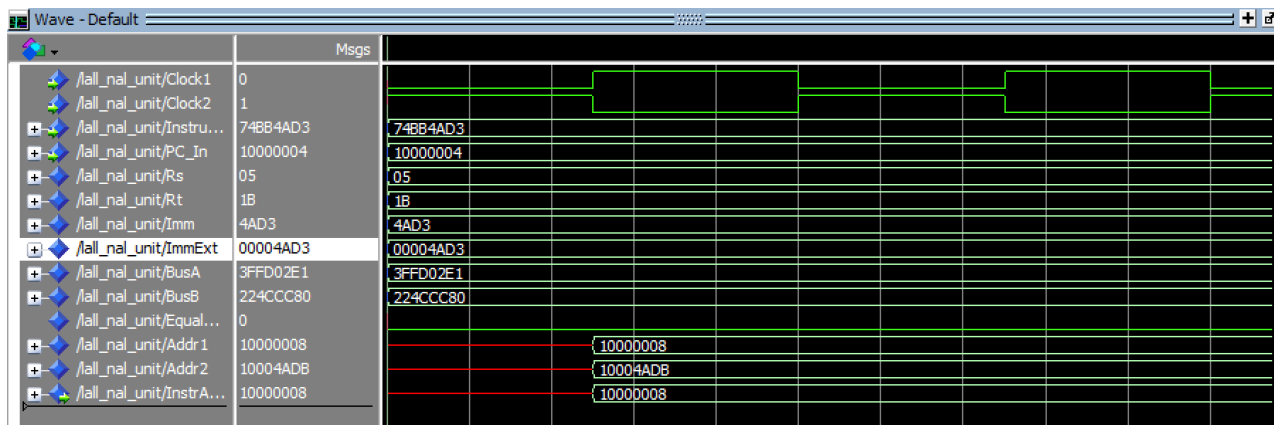 Wave - Default
Msgs
/lall_nal_unit/Clock1 0
/lall_nal_unit/Clock2 1
/lall_nal_unit/Instru... 74BB4AD3 74BB4AD3
/lall_nal_unit/PC_In 10000004 10000004
/lall_nal_unit/Rs 05 05
/lall_nal_unit/Rt 1B 1B
/lall_nal_unit/Imm 4AD3 4AD3
/lall_nal_unit/ImmExt 00004AD3 00004AD3
/lall_nal_unit/BusA 3FFD02E1 3FFD02E1
/lall_nal_unit/BusB 224CCC80 224CCC80
/lall_nal_unit/Equal... 0
/lall_nal_unit/Addr1 10000008 10000008
/lall_nal_unit/Addr2 10004ADB 10004ADB
/lall_nal_unit/InstrA... 10000008 10000008